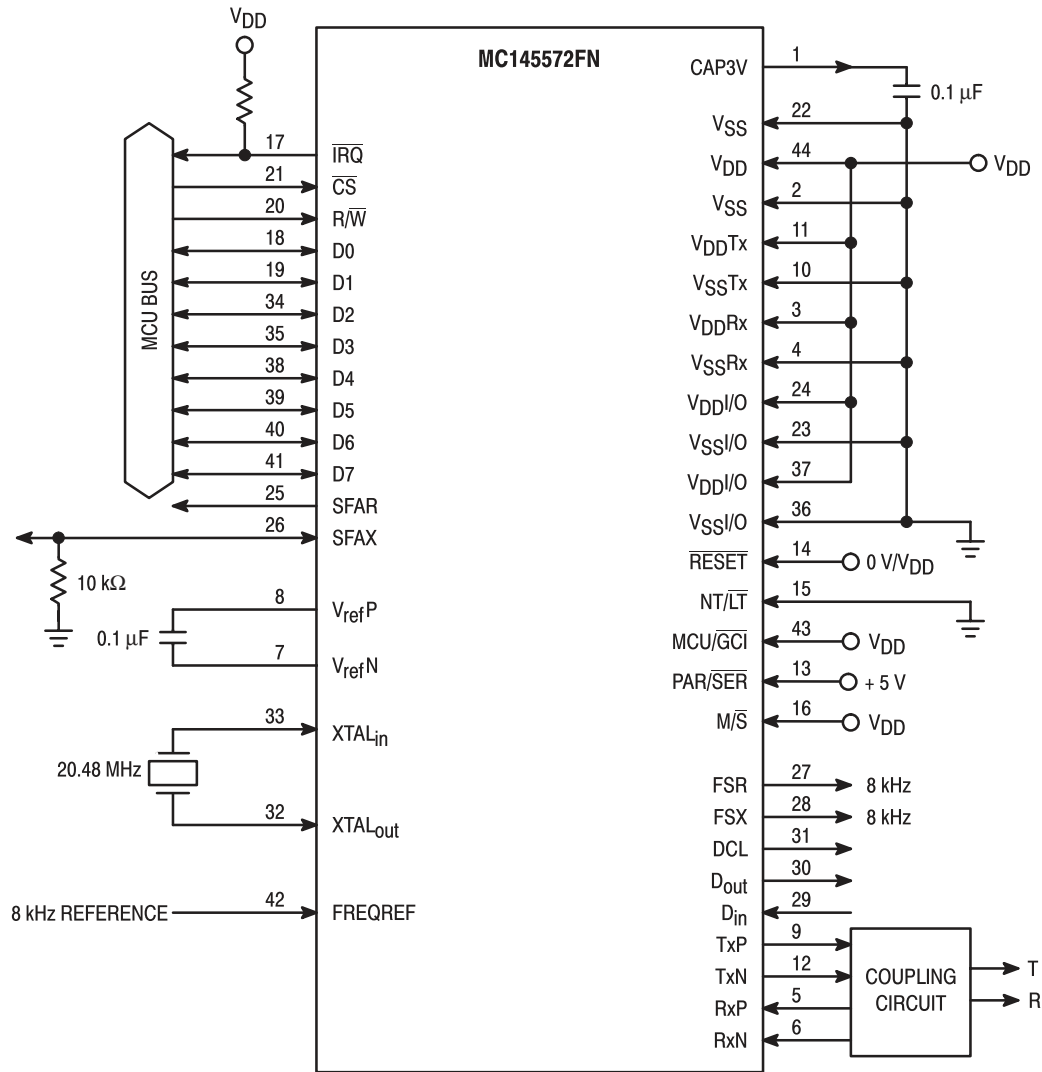 VDD
MC145572FN
MCU BUS
17 IRQ
21 CS
20 R/W
18 D0
19 D1
34 D2
35 D3
38 D4
39 D5
40 D6
41 D7
25 SFAR
26 SFAX
10 kΩ
8 VrefP
0.1 µF
7 VrefN
33 XTALin
20.48 MHz
32 XTALout
8 kHz REFERENCE 42 FREQREF
CAP3V 1
0.1 µF
VSS 22
VDD 44 VDD
VSS 2
VDDTx 11
VSSTx 10
VDDRx 3
VSSRx 4
VDDI/O 24
VSSI/O 23
VDDI/O 37
VSSI/O 36
RESET 14 0 V/VDD
NT/LT 15
MCU/GCI 43 VDD
PAR/SER 13 + 5 V
M/S 16 VDD
FSR 27 8 kHz
FSX 28 8 kHz
DCL 31
Dout 30
Din 29
TxP 9
TxN 12
RxP 5
RxN 6
COUPLING
CIRCUIT
T
R